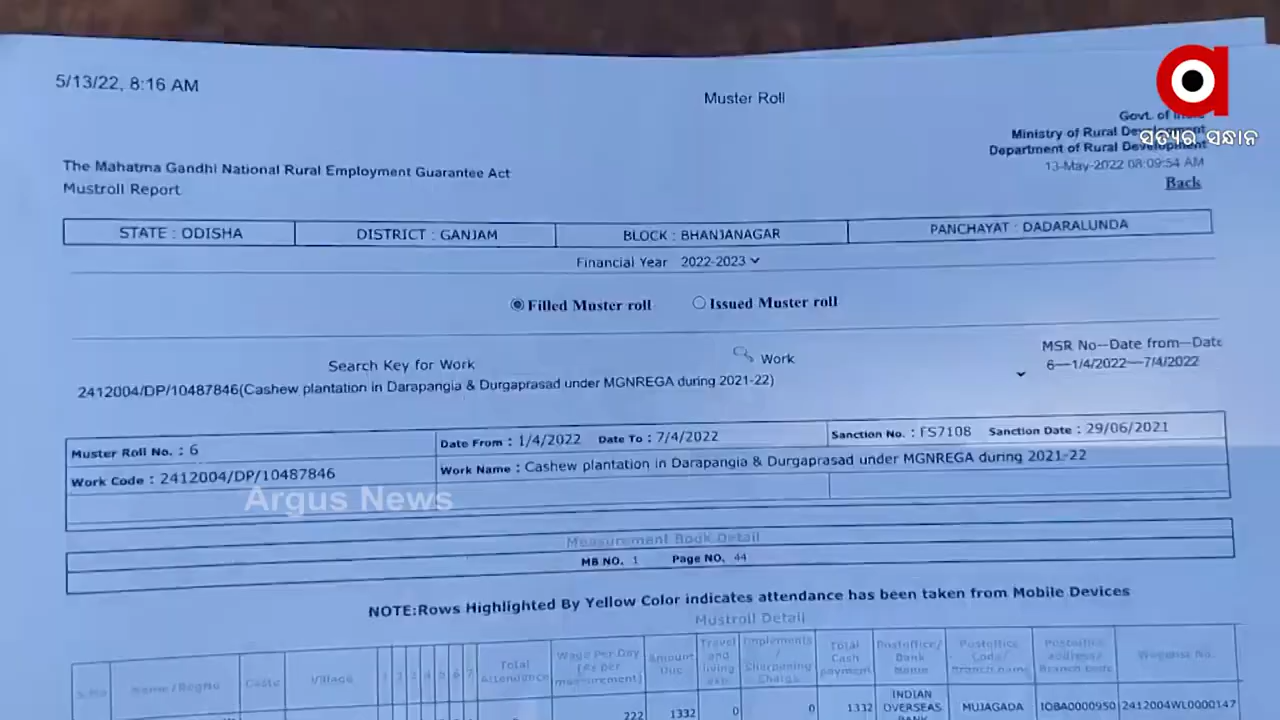 5/13/22, 8:16 AM
Muster Roll
Govt. of
Ministry of Rural Development
Department of Rural Development
13-May-2022 08:09:54 AM
Back
ସତ୍ୟର ସନ୍ଧାନ
The Mahatma Gandhi National Rural Employment Guarantee Act
Mustroll Report
STATE : ODISHA DISTRICT : GANJAM BLOCK : BHANJANAGAR PANCHAYAT : DADARALUNDA
Financial Year 2022-2023
Filled Muster roll Issued Muster roll
Search Key for Work Work MSR No--Date from--Date
2412004/DP/10487846(Cashew plantation in Darapangia & Durgaprasad under MGNREGA during 2021-22) 6--1/4/2022--7/4/2022
Muster Roll No. : 6 Date From : 1/4/2022 Date To : 7/4/2022 Sanction No. : FS7108 Sanction Date : 29/06/2021
Work Code : 2412004/DP/10487846 Work Name : Cashew plantation in Darapangia & Durgaprasad under MGNREGA during 2021-22
Argus News
Measurement Book Detail
MB NO. 1 Page NO. 44
NOTE:Rows Highlighted By Yellow Color indicates attendance has been taken from Mobile Devices
Mustroll Detail
S.No Name/RegNo Caste Village 1 2 3 4 5 6 7 Total Attendance Wage Per Day (As per measurement) Amount Due Travel and living exp. Implements / Sharpening Charge Total Cash payment Postoffice/ Bank Name Postoffice Code/ Branch name Postoffice address/ Branch code Wagelist No.
222 1332 0 0 1332 INDIAN OVERSEAS BANK MUJAGADA IOBA0000950 2412004WL0000147